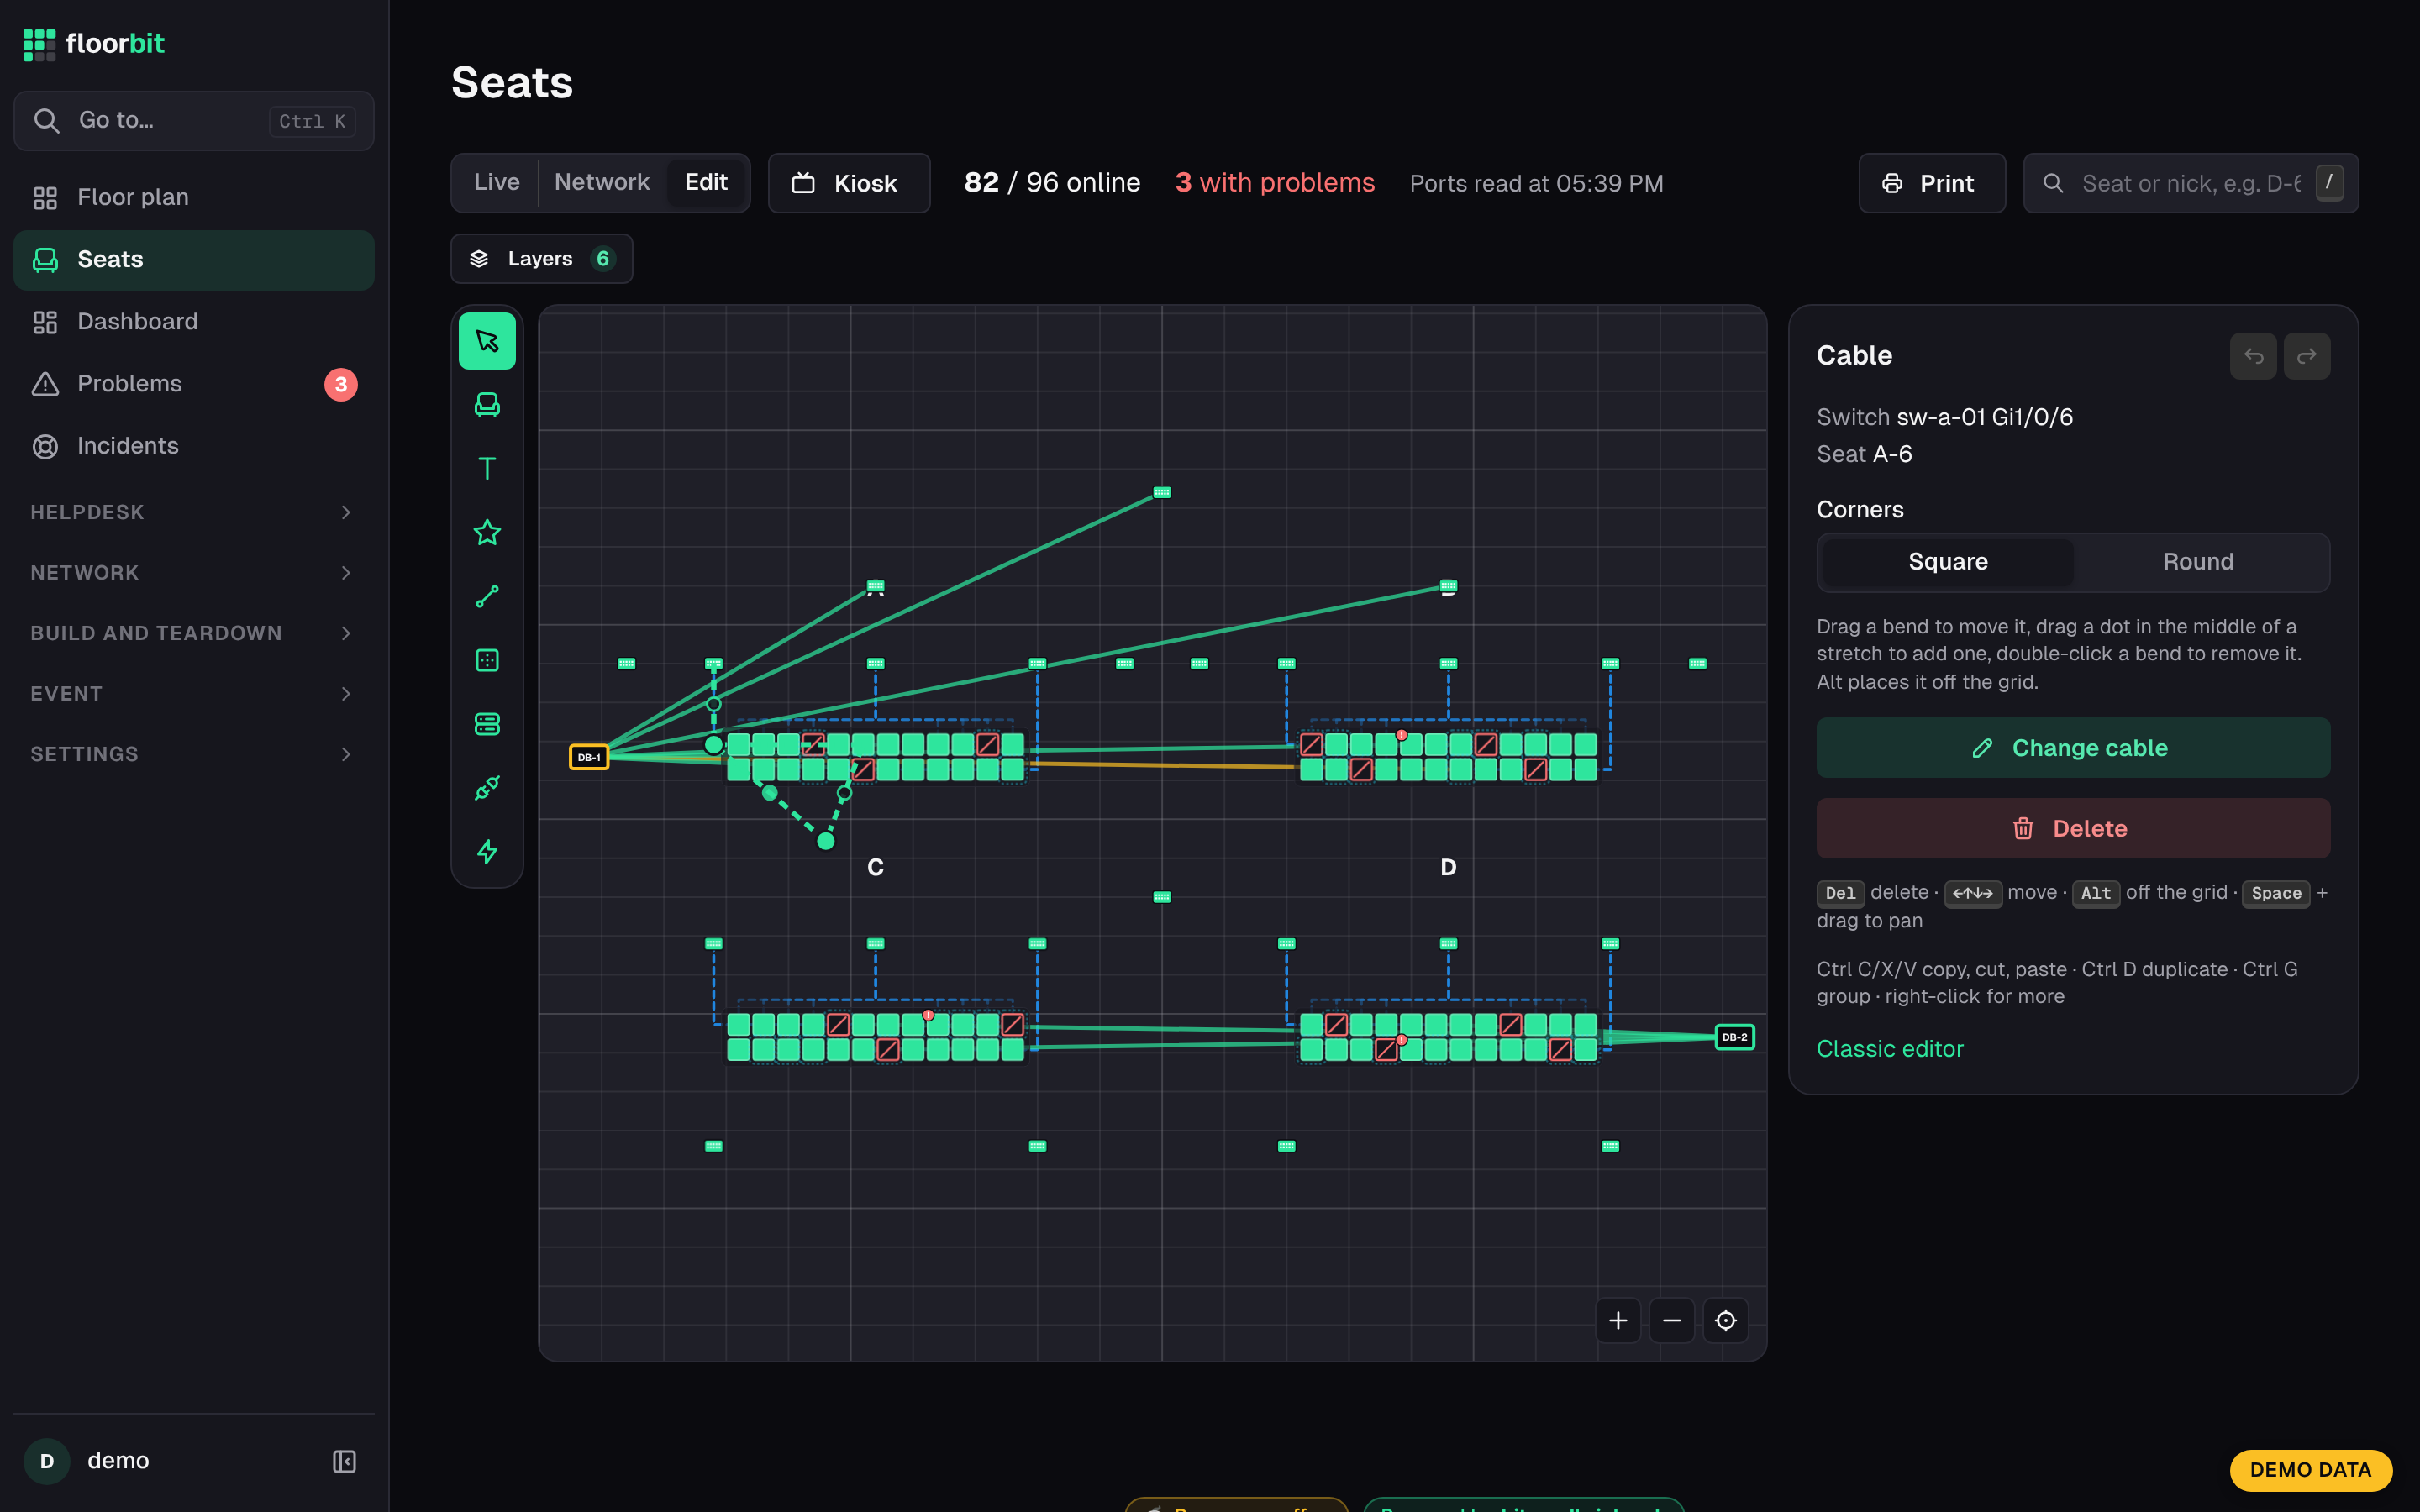 floorbit
Go to...
Ctrl K
Floor plan
Seats
Dashboard
Problems
3
Incidents
HELPDESK
NETWORK
BUILD AND TEARDOWN
EVENT
SETTINGS
D
demo
Seats
Live
Network
Edit
Kiosk
82 / 96 online
3 with problems
Ports read at 05:39 PM
Print
Seat or nick, e.g. D-6
/
Layers 6
DB-1
C
D
DB-2
Cable
Switch sw-a-01 Gi1/0/6
Seat A-6
Corners
Square
Round
Drag a bend to move it, drag a dot in the middle of a
stretch to add one, double-click a bend to remove it.
Alt places it off the grid.
Change cable
Delete
Del delete · ←↑↓→ move · Alt off the grid · Space +
drag to pan
Ctrl C/X/V copy, cut, paste · Ctrl D duplicate · Ctrl G
group · right-click for more
Classic editor
DEMO DATA